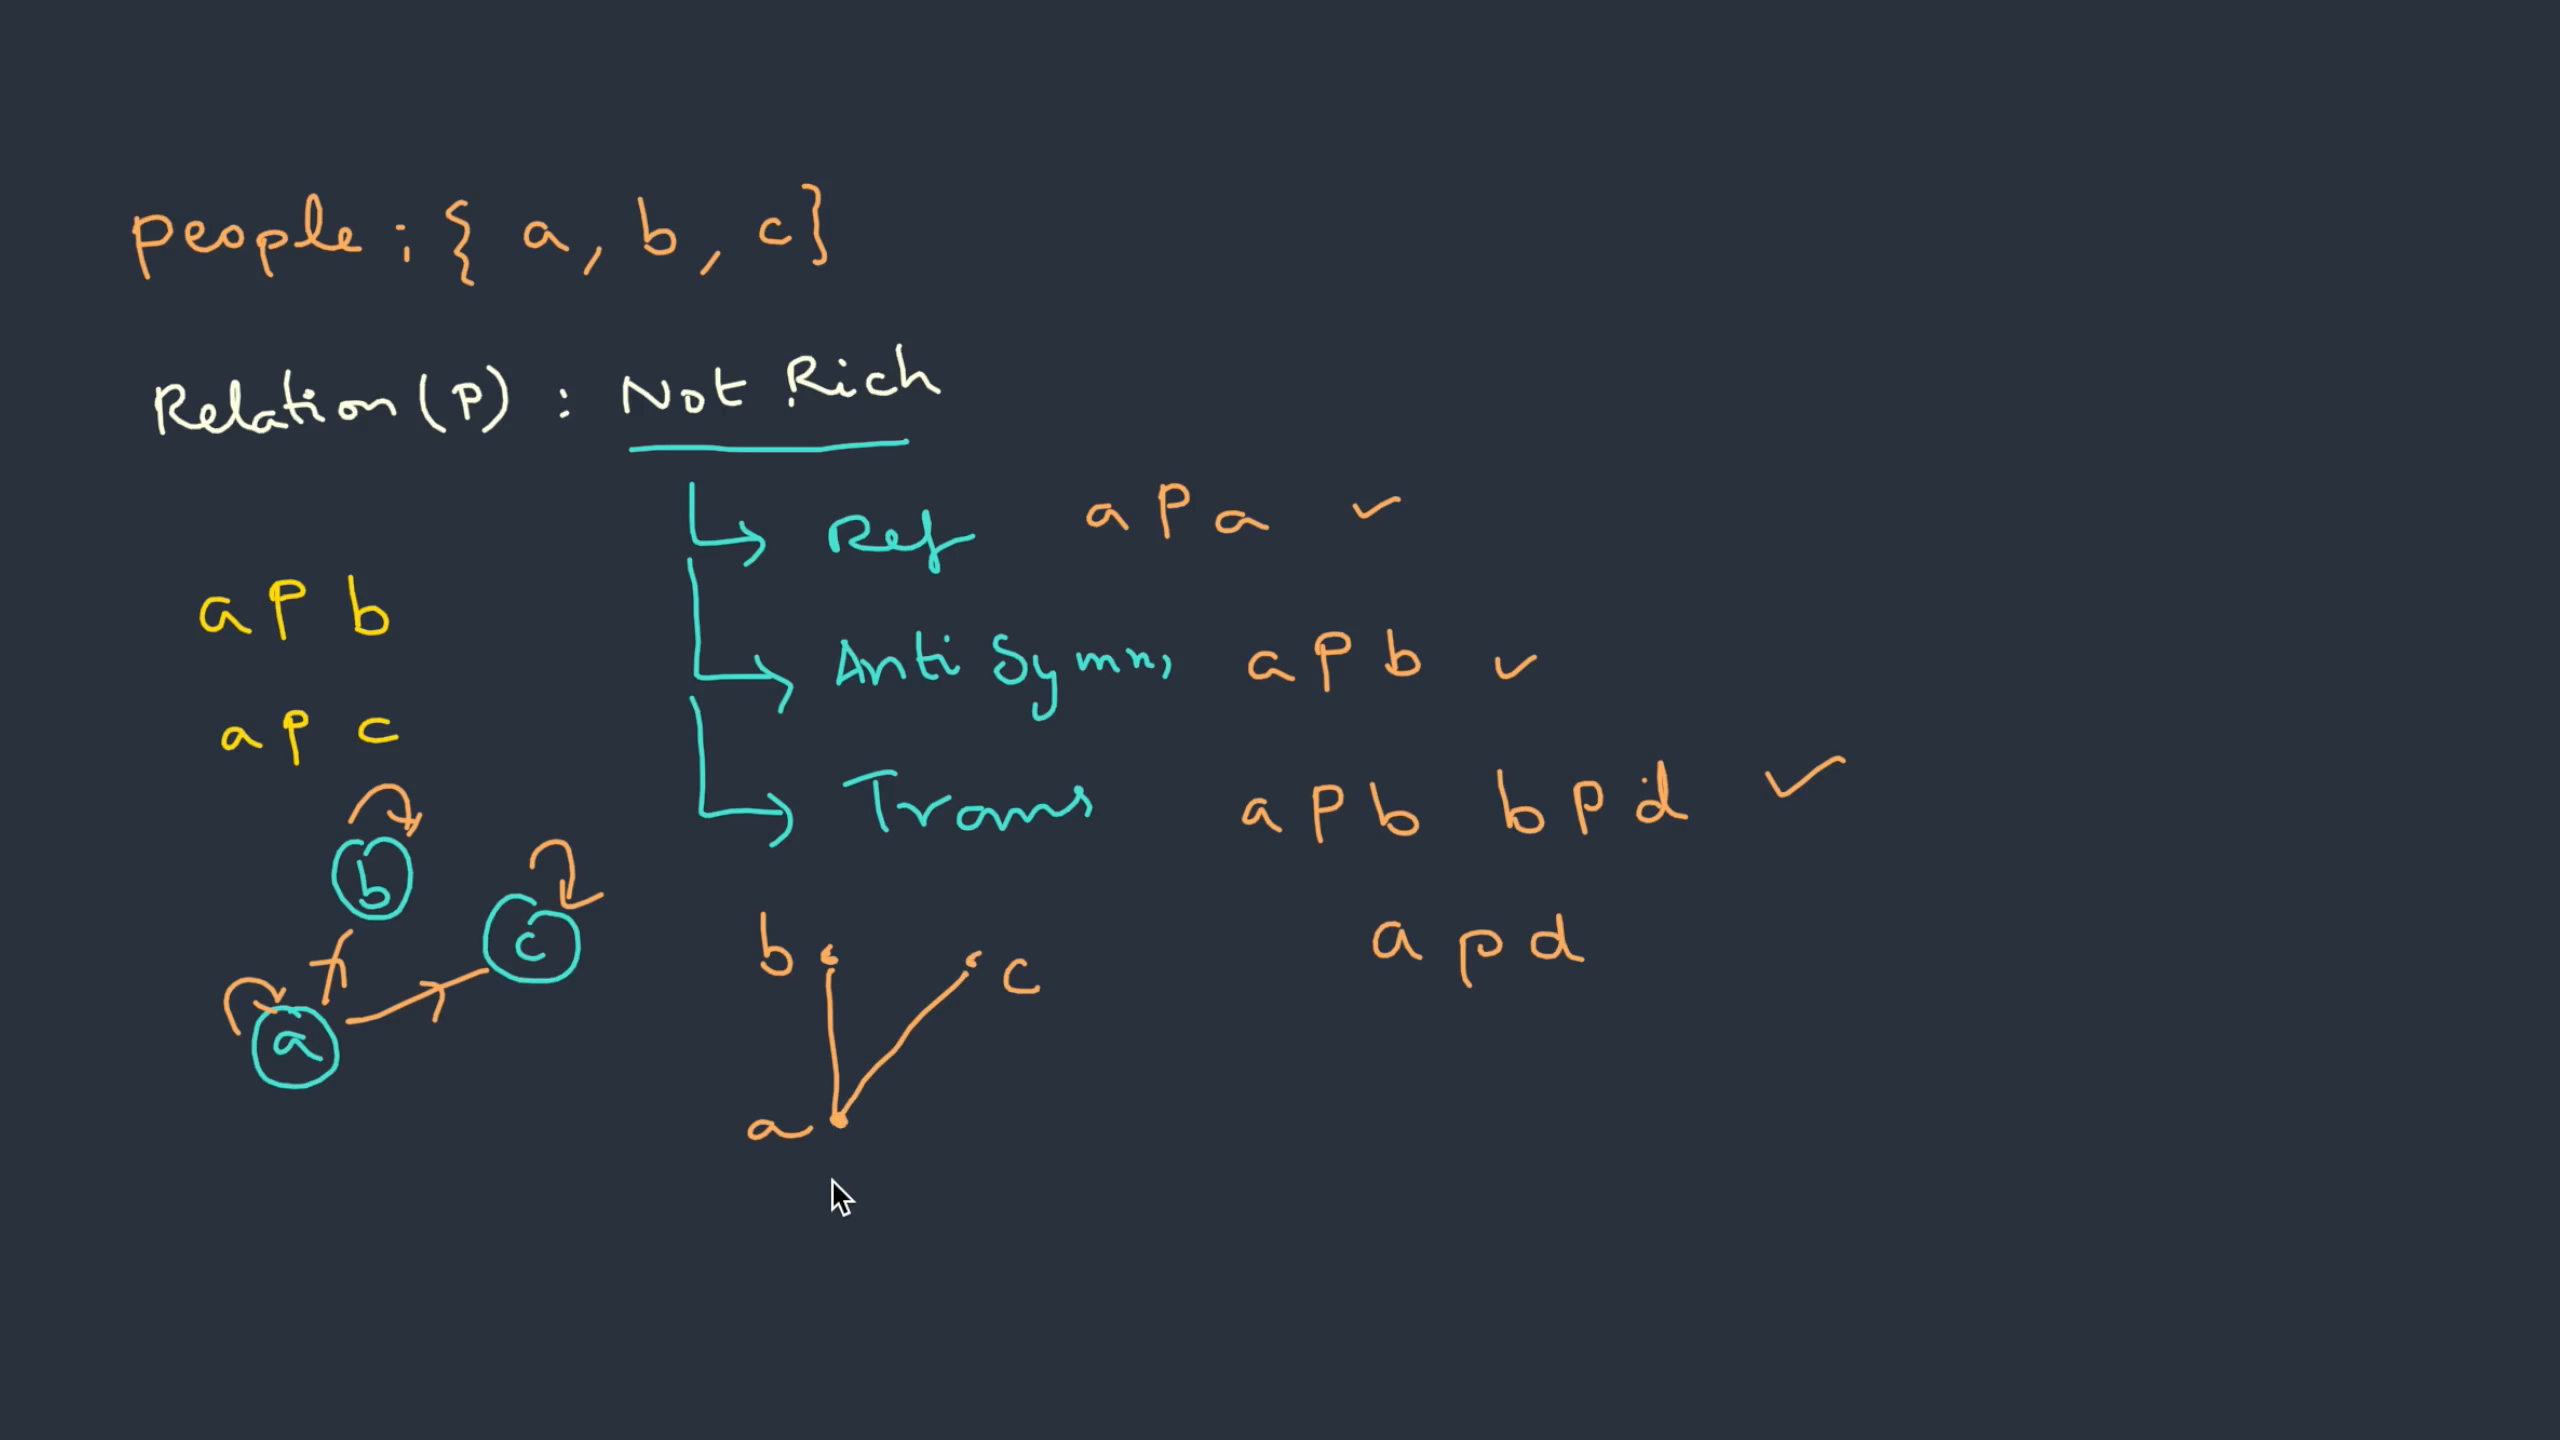 people : { a, b, c}
Relation (P) : Not Rich
Ref a P a ✓
a P b
Anti Symm, a P b ✓
a P c
Trans a P b b P d ✓
a p d
b
c
b c
a
a